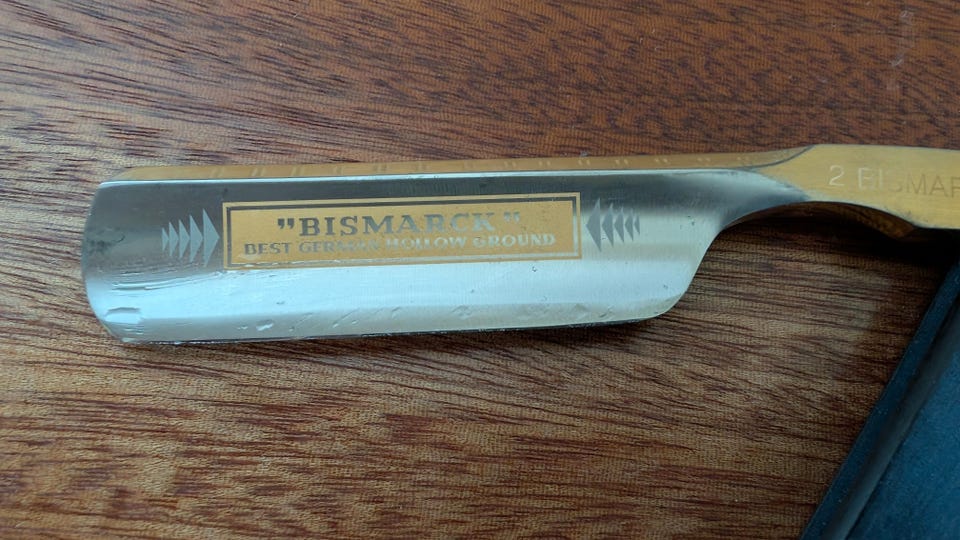 "BISMARCK"
BEST GERMAN HOLLOW GROUND
2 BISMAR